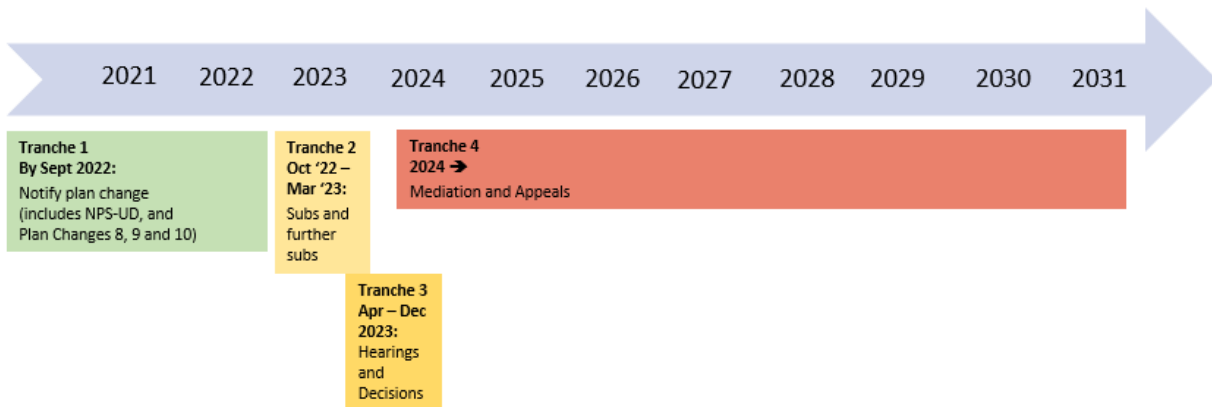 2021 2022 2023 2024 2025 2026 2027 2028 2029 2030 2031
Tranche 1
By Sept 2022:
Notify plan change
(includes NPS-UD, and
Plan Changes 8, 9 and 10)
Tranche 2
Oct ‘22 –
Mar ‘23:
Subs and
further
subs
Tranche 3
Apr – Dec
2023:
Hearings
and
Decisions
Tranche 4
2024 ➔
Mediation and Appeals